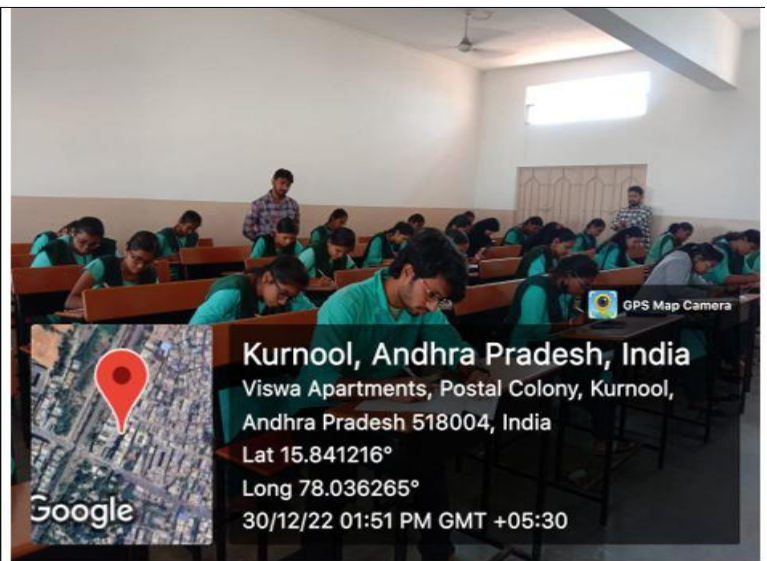 GPS Map Camera
Kurnool, Andhra Pradesh, India
Viswa Apartments, Postal Colony, Kurnool,
Andhra Pradesh 518004, India
Lat 15.841216°
Long 78.036265°
30/12/22 01:51 PM GMT +05:30
Google